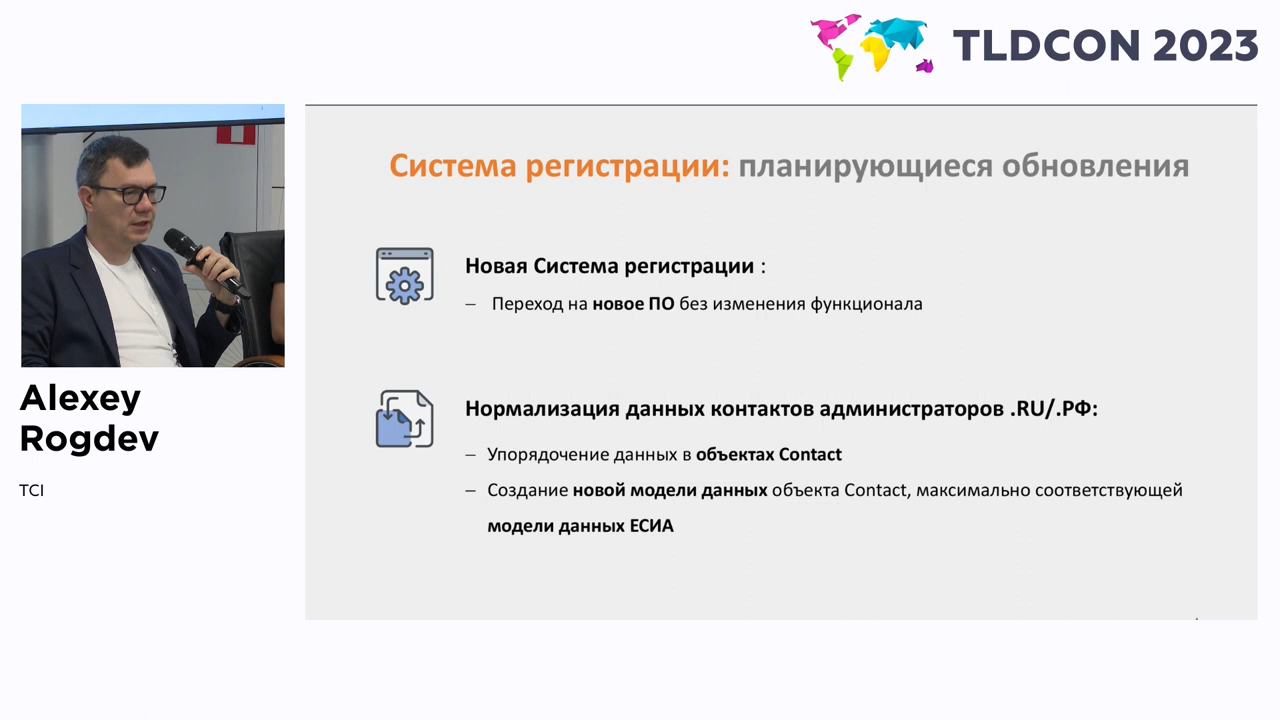 TLDCON 2023
Система регистрации: планирующиеся обновления
Новая Система регистрации :
– Переход на новое ПО без изменения функционала
Нормализация данных контактов администраторов .RU/.РФ:
– Упорядочение данных в объектах Contact
– Создание новой модели данных объекта Contact, максимально соответствующей
модели данных ЕСИА
Alexey
Rogdev
TCI